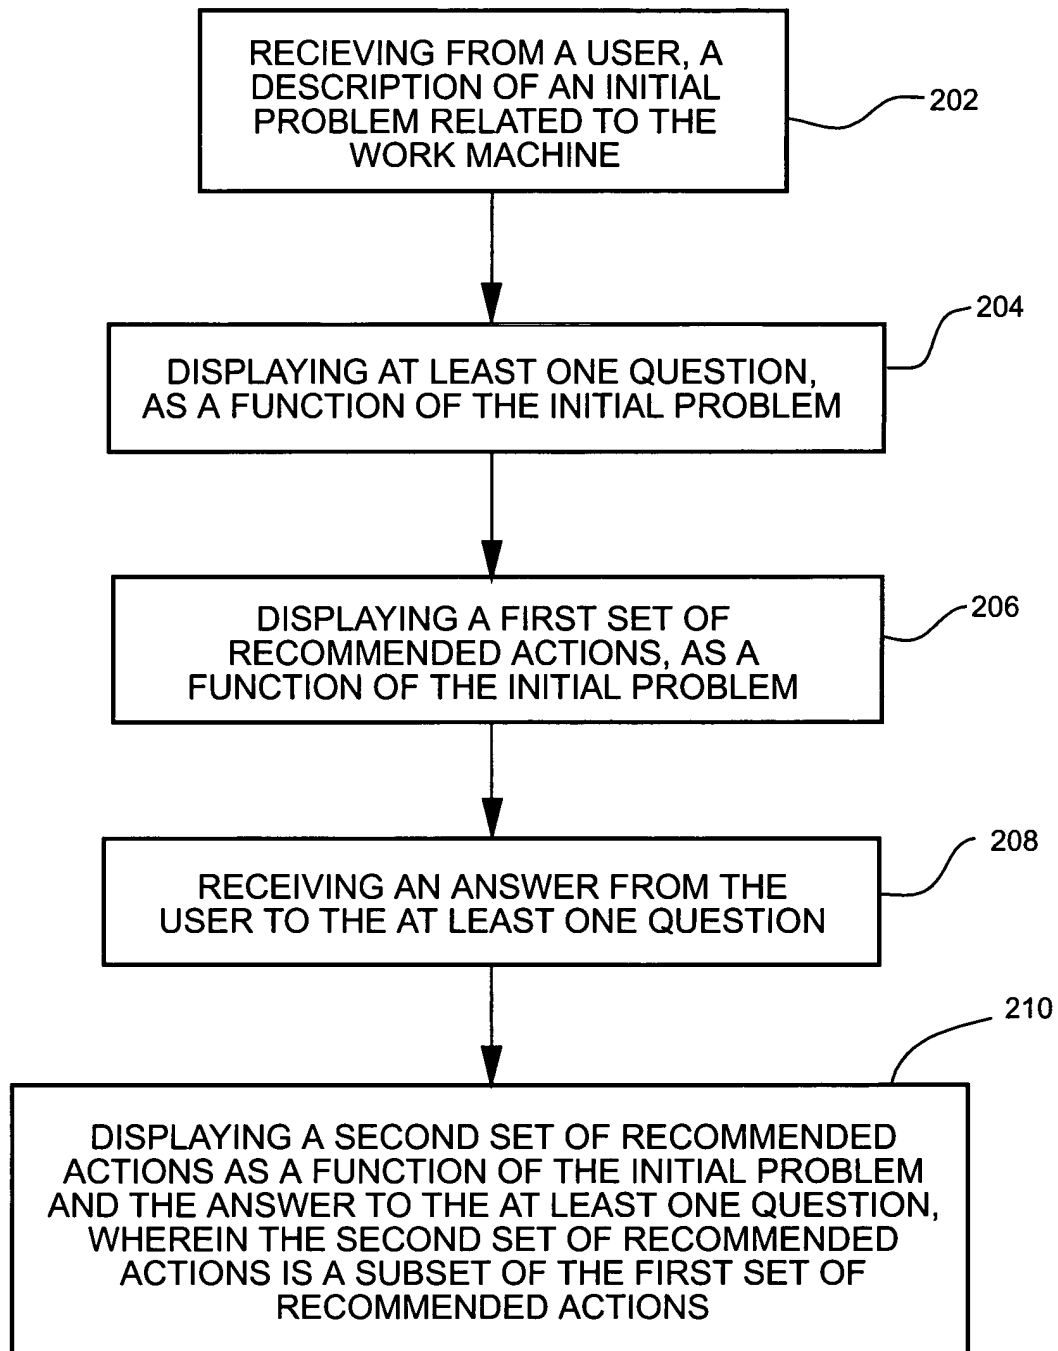 RECIEVING FROM A USER, A
DESCRIPTION OF AN INITIAL
PROBLEM RELATED TO THE
WORK MACHINE
202
204
DISPLAYING AT LEAST ONE QUESTION,
AS A FUNCTION OF THE INITIAL PROBLEM
206
DISPLAYING A FIRST SET OF
RECOMMENDED ACTIONS, AS A
FUNCTION OF THE INITIAL PROBLEM
208
RECEIVING AN ANSWER FROM THE
USER TO THE AT LEAST ONE QUESTION
210
DISPLAYING A SECOND SET OF RECOMMENDED
ACTIONS AS A FUNCTION OF THE INITIAL PROBLEM
AND THE ANSWER TO THE AT LEAST ONE QUESTION,
WHEREIN THE SECOND SET OF RECOMMENDED
ACTIONS IS A SUBSET OF THE FIRST SET OF
RECOMMENDED ACTIONS